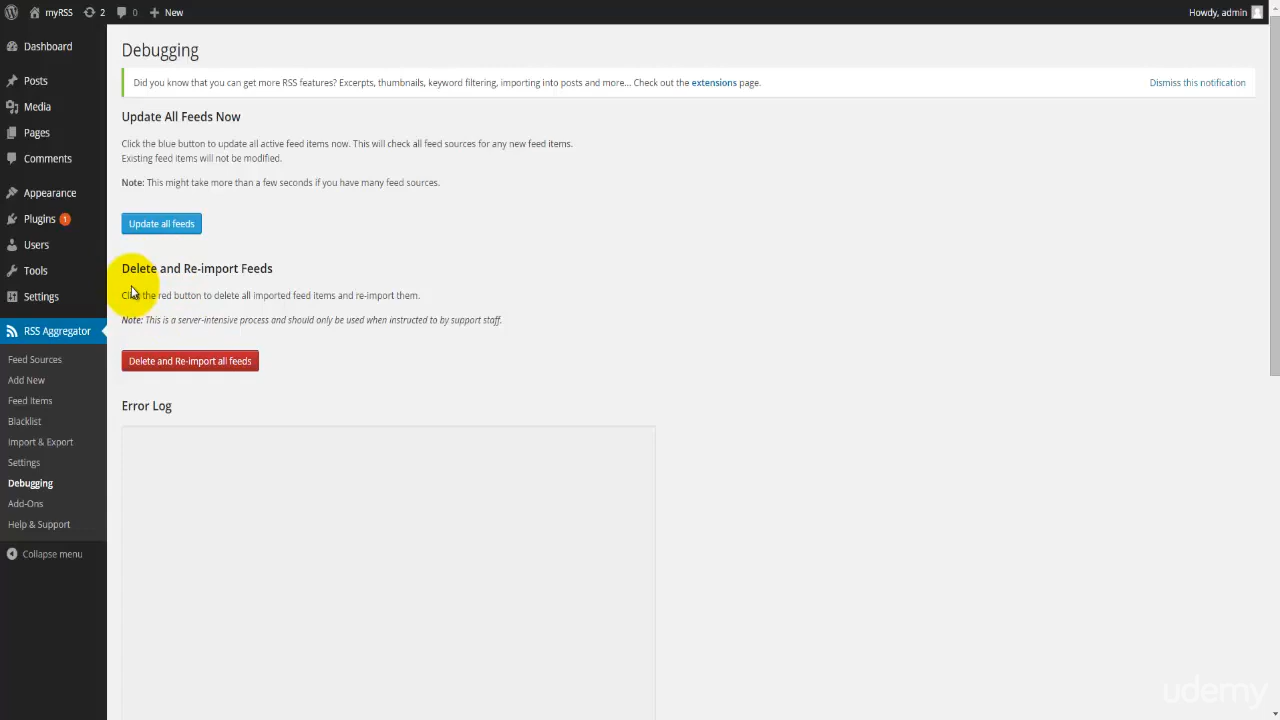 myRSS 2 0 New Howdy, admin
Dashboard
Posts
Media
Pages
Comments
Appearance
Plugins 1
Users
Tools
Settings
RSS Aggregator
Feed Sources
Add New
Feed Items
Blacklist
Import & Export
Settings
Debugging
Add-Ons
Help & Support
Collapse menu
Debugging
Did you know that you can get more RSS features? Excerpts, thumbnails, keyword filtering, importing into posts and more... Check out the extensions page. Dismiss this notification
Update All Feeds Now
Click the blue button to update all active feed items now. This will check all feed sources for any new feed items.
Existing feed items will not be modified.
Note: This might take more than a few seconds if you have many feed sources.
Update all feeds
Delete and Re-import Feeds
Click the red button to delete all imported feed items and re-import them.
Note: This is a server-intensive process and should only be used when instructed to by support staff.
Delete and Re-import all feeds
Error Log
udemy